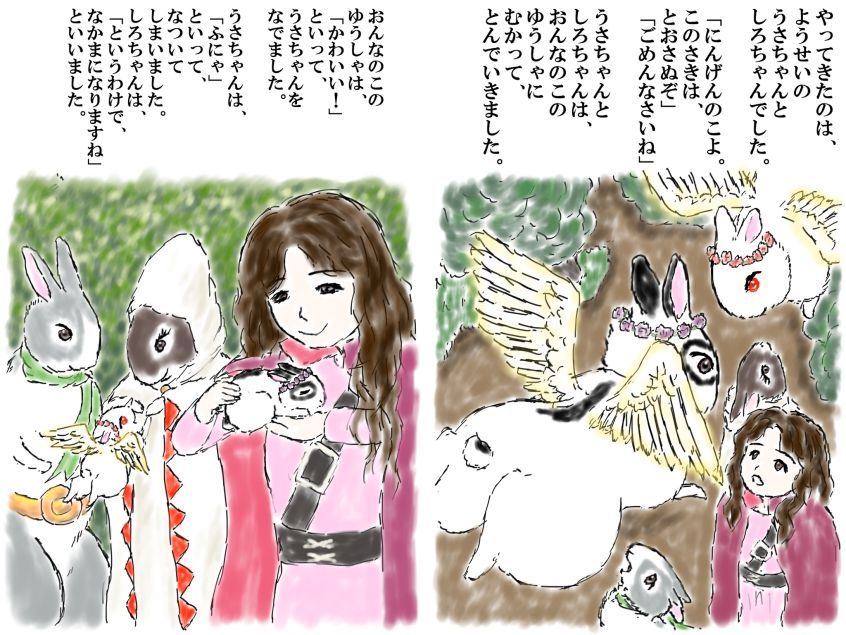 やってきたのは、
ようせいの
うさちゃんと
しろちゃんでした。
「にんげんのこよ。
このさきは、
とおさぬぞ」
「ごめんなさいね」
うさちゃんと
しろちゃんは、
おんなのこの
ゆうしゃに
むかって、
とんでいきました。
おんなのこの
ゆうしゃは、
「かわいい！」
といって、
うさちゃんを
なでました。
うさちゃんは、
「ふにゃ」
といって、
なついて
しまいました。
しろちゃんは、
「というわけで、
なかまになりますね」
といいました。